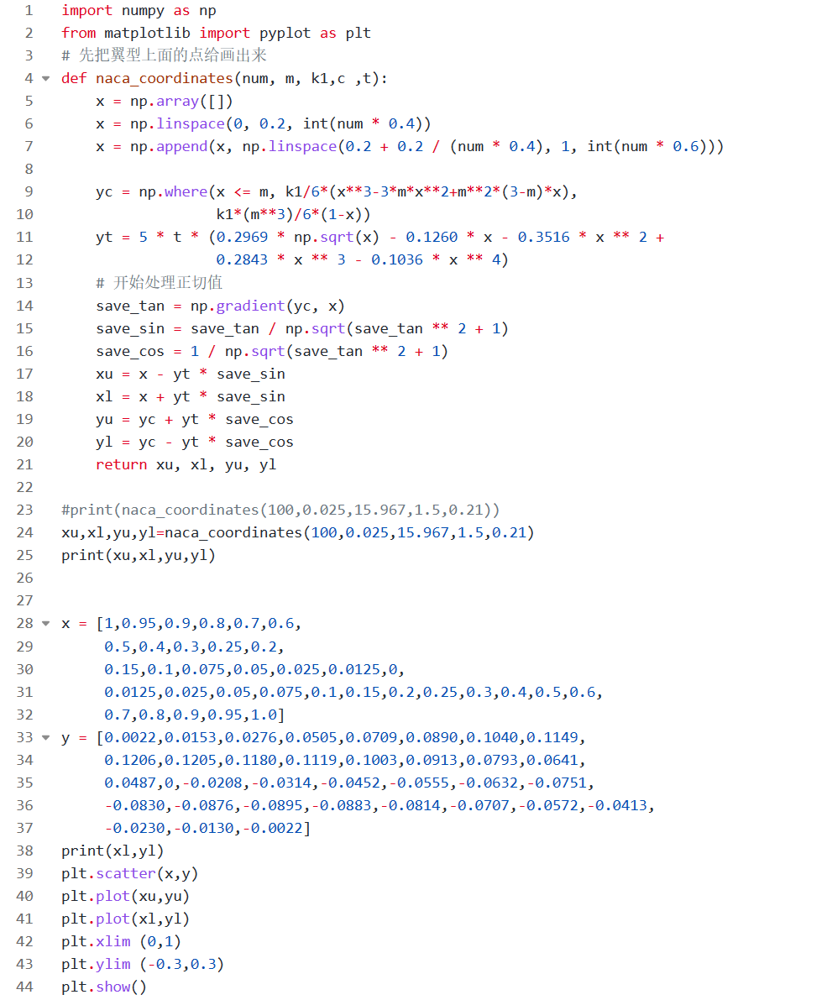 1 import numpy as np
2 from matplotlib import pyplot as plt
3 # 先把翼型上面的点给画出来
4 def naca_coordinates(num, m, k1,c ,t):
5     x = np.array([])
6     x = np.linspace(0, 0.2, int(num * 0.4))
7     x = np.append(x, np.linspace(0.2 + 0.2 / (num * 0.4), 1, int(num * 0.6)))
8
9     yc = np.where(x <= m, k1/6*(x**3-3*m*x**2+m**2*(3-m)*x),
10                   k1*(m**3)/6*(1-x))
11     yt = 5 * t * (0.2969 * np.sqrt(x) - 0.1260 * x - 0.3516 * x ** 2 +
12                   0.2843 * x ** 3 - 0.1036 * x ** 4)
13     # 开始处理正切值
14     save_tan = np.gradient(yc, x)
15     save_sin = save_tan / np.sqrt(save_tan ** 2 + 1)
16     save_cos = 1 / np.sqrt(save_tan ** 2 + 1)
17     xu = x - yt * save_sin
18     xl = x + yt * save_sin
19     yu = yc + yt * save_cos
20     yl = yc - yt * save_cos
21     return xu, xl, yu, yl
22
23 #print(naca_coordinates(100,0.025,15.967,1.5,0.21))
24 xu,xl,yu,yl=naca_coordinates(100,0.025,15.967,1.5,0.21)
25 print(xu,xl,yu,yl)
26
27
28 x = [1,0.95,0.9,0.8,0.7,0.6,
29      0.5,0.4,0.3,0.25,0.2,
30      0.15,0.1,0.075,0.05,0.025,0.0125,0,
31      0.0125,0.025,0.05,0.075,0.1,0.15,0.2,0.25,0.3,0.4,0.5,0.6,
32      0.7,0.8,0.9,0.95,1.0]
33 y = [0.0022,0.0153,0.0276,0.0505,0.0709,0.0890,0.1040,0.1149,
34      0.1206,0.1205,0.1180,0.1119,0.1003,0.0913,0.0793,0.0641,
35      0.0487,0,-0.0208,-0.0314,-0.0452,-0.0555,-0.0632,-0.0751,
36      -0.0830,-0.0876,-0.0895,-0.0883,-0.0814,-0.0707,-0.0572,-0.0413,
37      -0.0230,-0.0130,-0.0022]
38 print(xl,yl)
39 plt.scatter(x,y)
40 plt.plot(xu,yu)
41 plt.plot(xl,yl)
42 plt.xlim (0,1)
43 plt.ylim (-0.3,0.3)
44 plt.show()